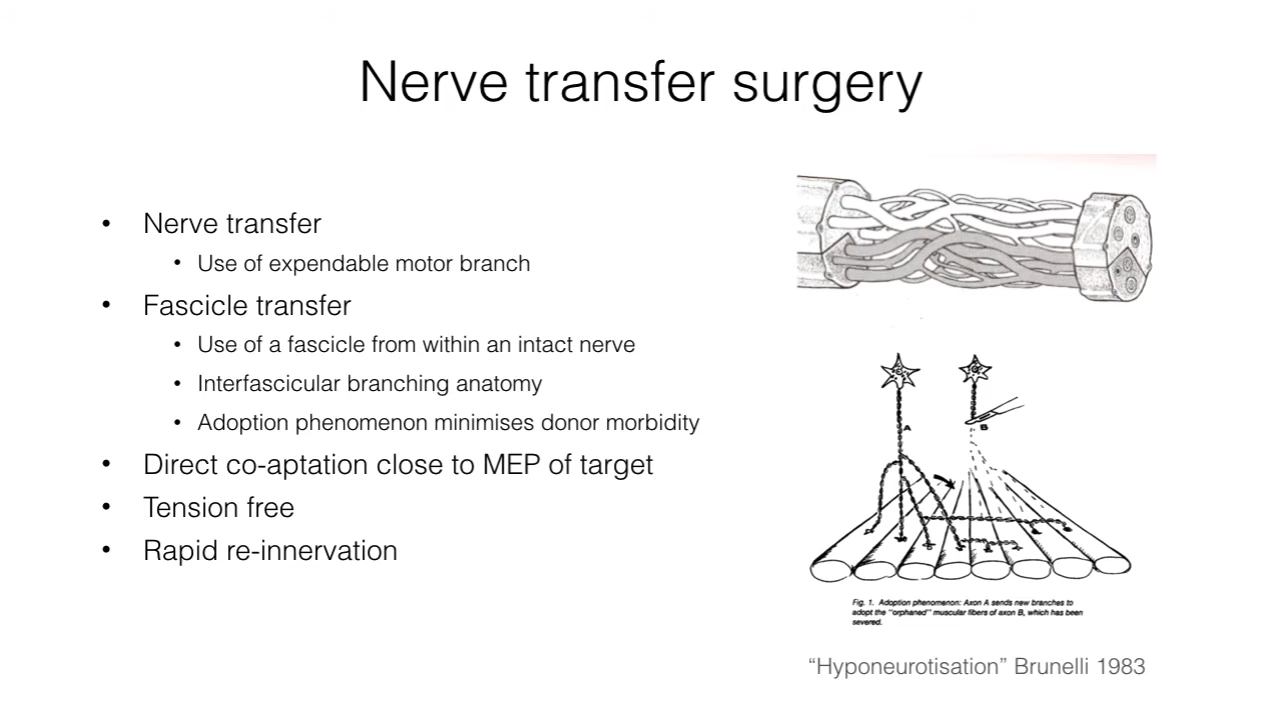 Nerve transfer surgery
• Nerve transfer
• Use of expendable motor branch
• Fascicle transfer
• Use of a fascicle from within an intact nerve
• Interfascicular branching anatomy
• Adoption phenomenon minimises donor morbidity
• Direct co-aptation close to MEP of target
• Tension free
• Rapid re-innervation
A
B
Fig. 1. Adoption phenomenon: Axon A sends new branches to
adopt the "orphaned" muscular fibers of axon B, which has been
severed.
“Hyponeurotisation” Brunelli 1983